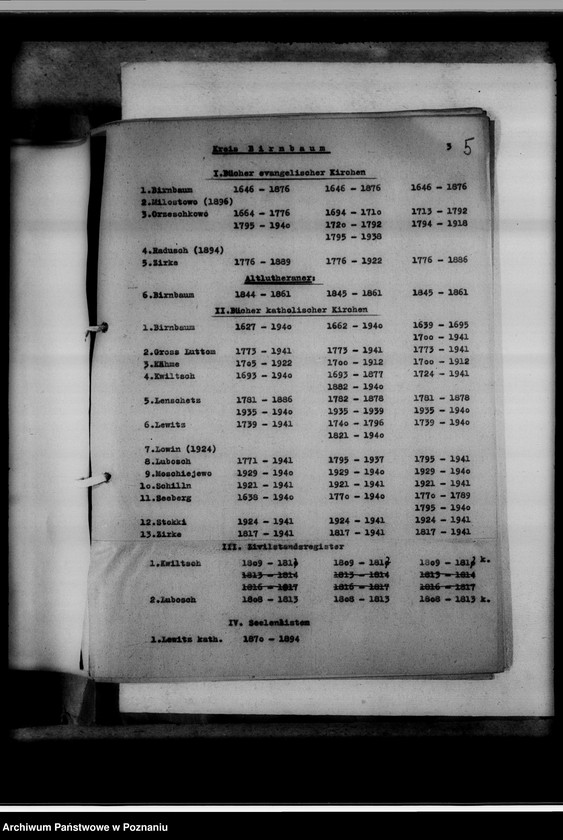 Kreis Birnbaum 3 5
I.Bücher evangelischer Kirchen
1.Birnbaum 1646 - 1876 1646 - 1876 1646 - 1876
2.Milostowo (1896)
3.Orzeschkowo 1664 - 1776 1694 - 1710 1713 - 1792
1795 - 1940 1720 - 1792 1794 - 1918
1795 - 1938
4.Radusch (1894)
5.Zirke 1776 - 1889 1776 - 1922 1776 - 1886
Altlutheraner:
6.Birnbaum 1844 - 1861 1845 - 1861 1845 - 1861
II.Bücher katholischer Kirchen
1.Birnbaum 1627 - 1940 1662 - 1940 1639 - 1695
1700 - 1941
2.Gross Luttom 1773 - 1941 1773 - 1941 1773 - 1941
3.Kähme 1705 - 1922 1700 - 1912 1700 - 1912
4.Kwiltsch 1693 - 1940 1693 - 1877 1724 - 1941
1882 - 1940
5.Lenschetz 1781 - 1886 1782 - 1878 1781 - 1878
1935 - 1940 1935 - 1939 1935 - 1940
6.Lewitz 1739 - 1941 1740 - 1796 1739 - 1940
1821 - 1940
7.Lowin (1924)
8.Lubosch 1771 - 1941 1795 - 1937 1795 - 1941
9.Moschiejewo 1929 - 1940 1929 - 1940 1929 - 1940
10.Schilln 1921 - 1941 1921 - 1941 1921 - 1941
11.Seeberg 1638 - 1940 1770 - 1940 1770 - 1789
1795 - 1940
12.Stokki 1924 - 1941 1924 - 1941 1924 - 1941
13.Zirke 1817 - 1941 1817 - 1941 1817 - 1941
III. Zivilstandsregister
1.Kwiltsch 1809 - 1809 - 1809 - k.
1813 - 1814 1813 - 1814 1813 - 1814
1816 - 1817 1816 - 1817 1816 - 1817
2.Lubosch 1808 - 1813 1808 - 1813 1808 - 1813 k.
IV. Seelenlisten
1.Lewitz kath. 1870 - 1894
Archiwum Państwowe w Poznaniu